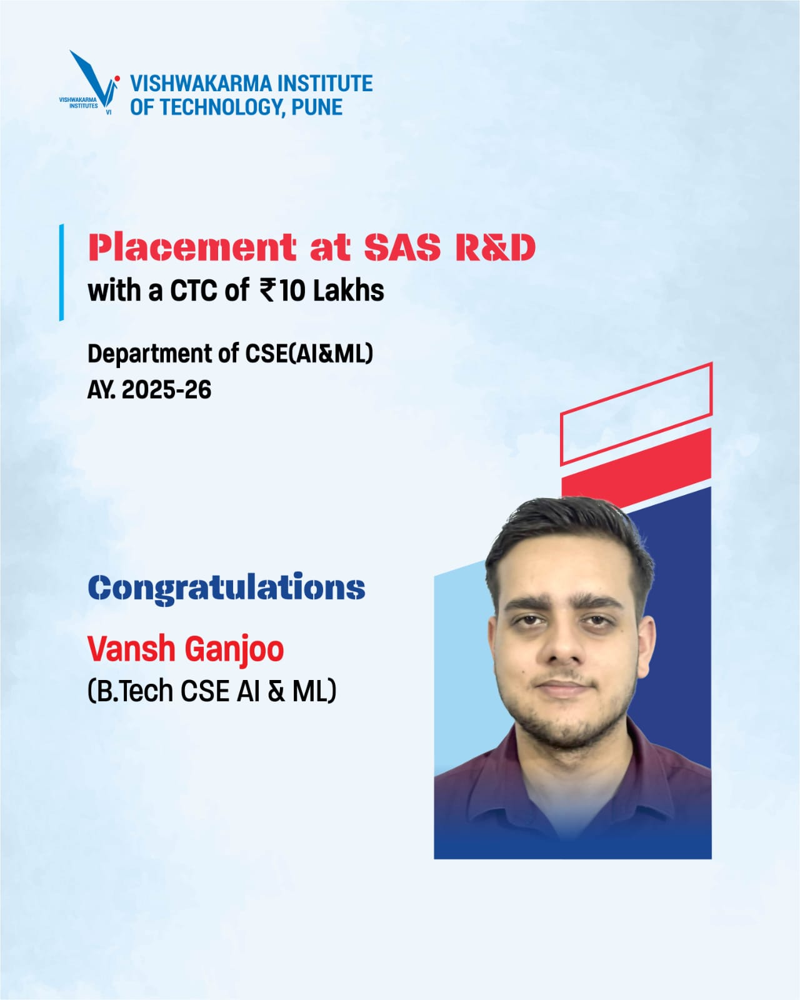 VISHWAKARMA
INSTITUTES
VI
VISHWAKARMA INSTITUTE
OF TECHNOLOGY, PUNE
Placement at SAS R&D
with a CTC of ₹10 Lakhs
Department of CSE(AI&ML)
AY. 2025-26
Congratulations
Vansh Ganjoo
(B.Tech CSE AI & ML)